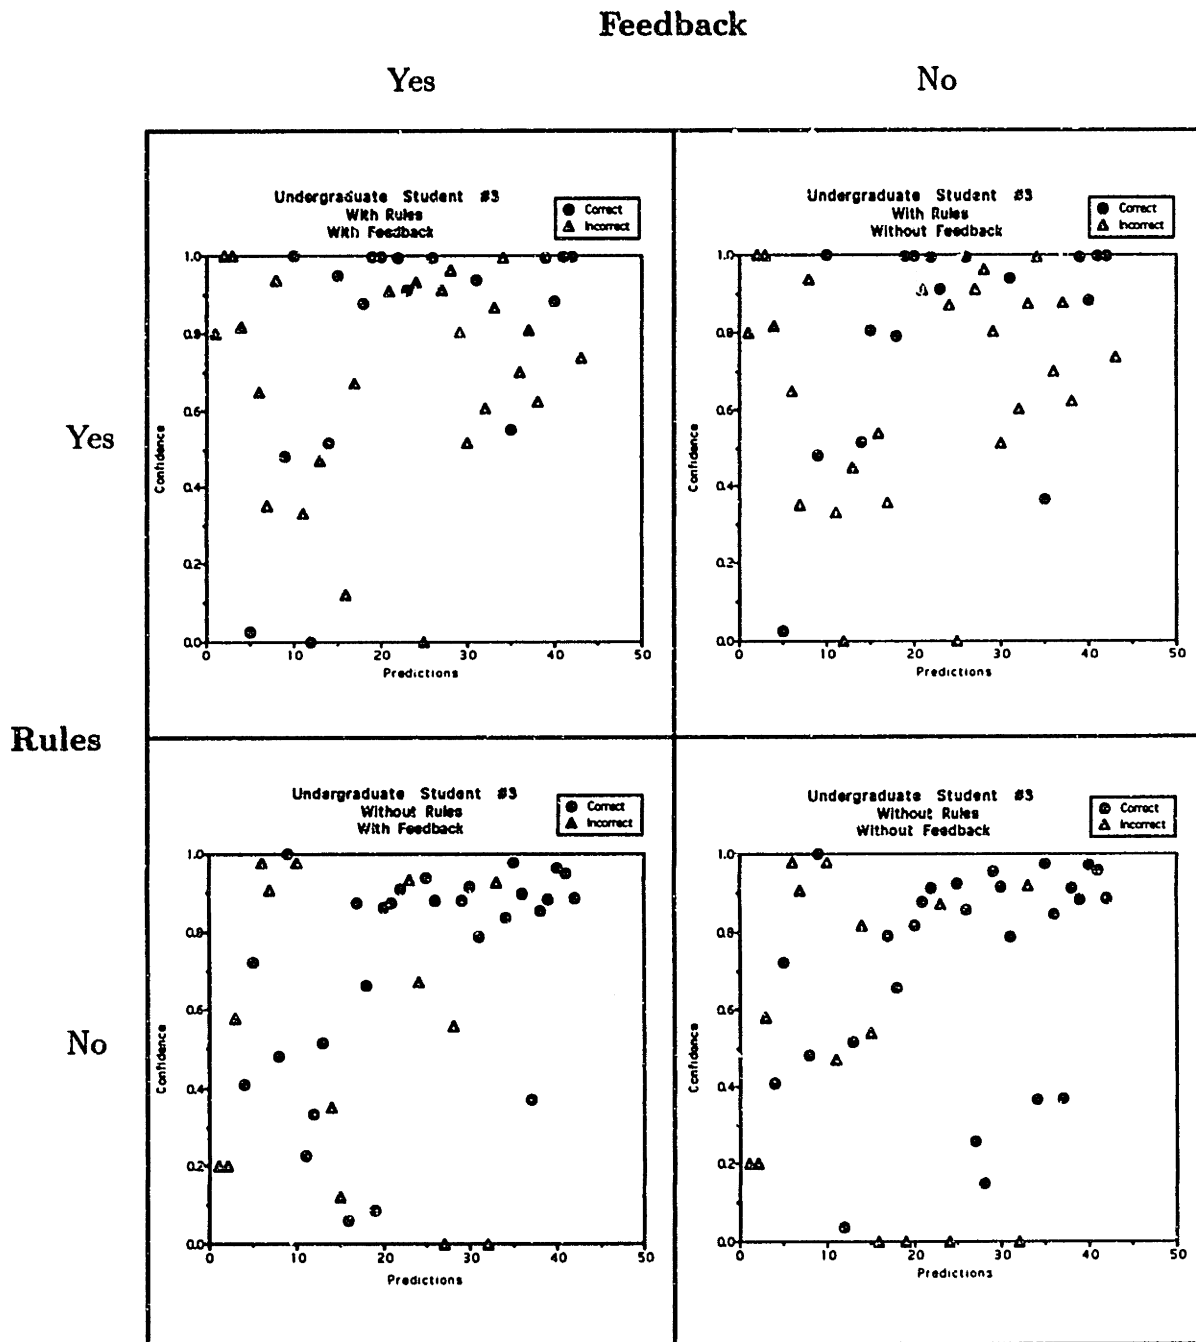 Feedback
Yes
No
Rules
Yes
No
Undergraduate Student #3
With Rules
With Feedback
Correct
Incorrect
1.0
0.8
0.6
0.4
0.2
0.0
Confidence
0 10 20 30 40 50
Predictions
Undergraduate Student #3
With Rules
Without Feedback
Correct
Incorrect
1.0
0.8
0.6
0.4
0.2
0.0
Confidence
0 10 20 30 40 50
Predictions
Undergraduate Student #3
Without Rules
With Feedback
Correct
Incorrect
1.0
0.8
0.6
0.4
0.2
0.0
Confidence
0 10 20 30 40 50
Predictions
Undergraduate Student #3
Without Rules
Without Feedback
Correct
Incorrect
1.0
0.8
0.6
0.4
0.2
0.0
Confidence
0 10 20 30 40 50
Predictions